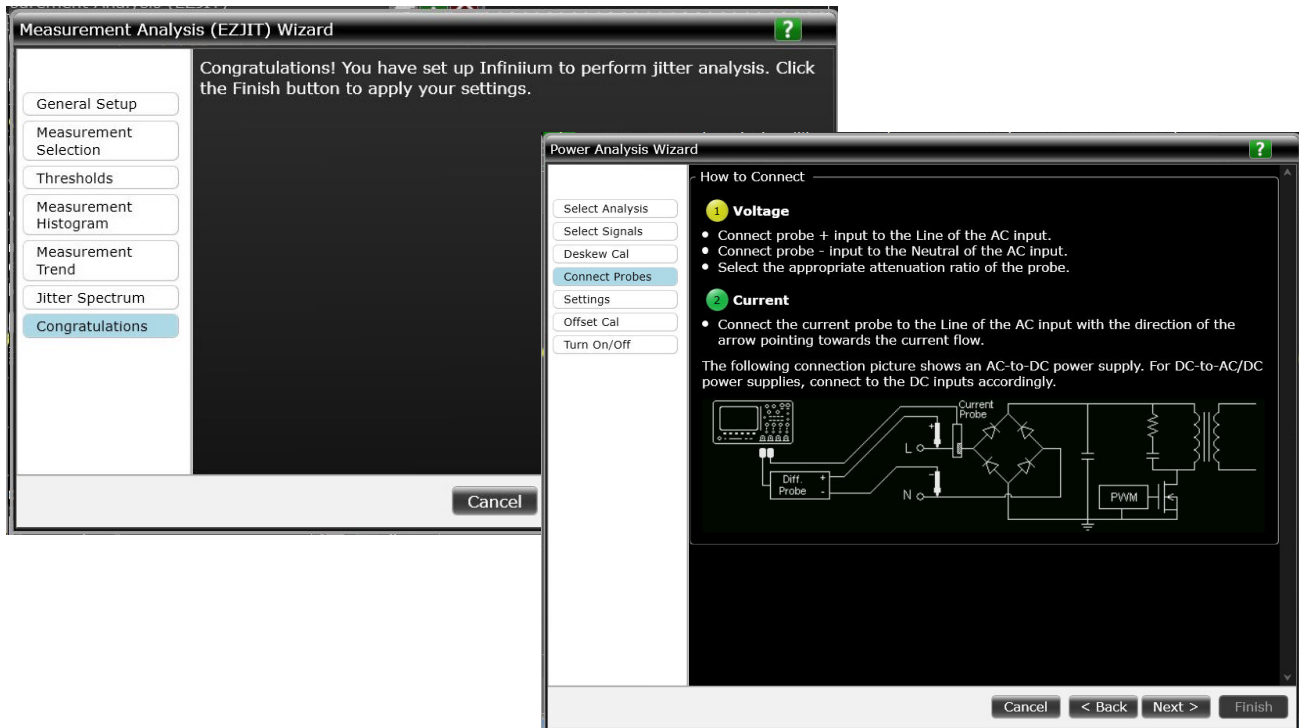 Measurement Analysis (EZJIT) Wizard
?
Congratulations! You have set up Infiniium to perform jitter analysis. Click
the Finish button to apply your settings.
General Setup
Measurement
Selection
Thresholds
Measurement
Histogram
Measurement
Trend
Jitter Spectrum
Congratulations
Cancel
Power Analysis Wizard
?
Select Analysis
Select Signals
Deskew Cal
Connect Probes
Settings
Offset Cal
Turn On/Off
How to Connect
1 Voltage
• Connect probe + input to the Line of the AC input.
• Connect probe - input to the Neutral of the AC input.
• Select the appropriate attenuation ratio of the probe.
2 Current
• Connect the current probe to the Line of the AC input with the direction of the
arrow pointing towards the current flow.
The following connection picture shows an AC-to-DC power supply. For DC-to-AC/DC
power supplies, connect to the DC inputs accordingly.
Current
Probe
+
L
Diff. +
Probe -
-
N
PWM
Cancel
< Back
Next >
Finish